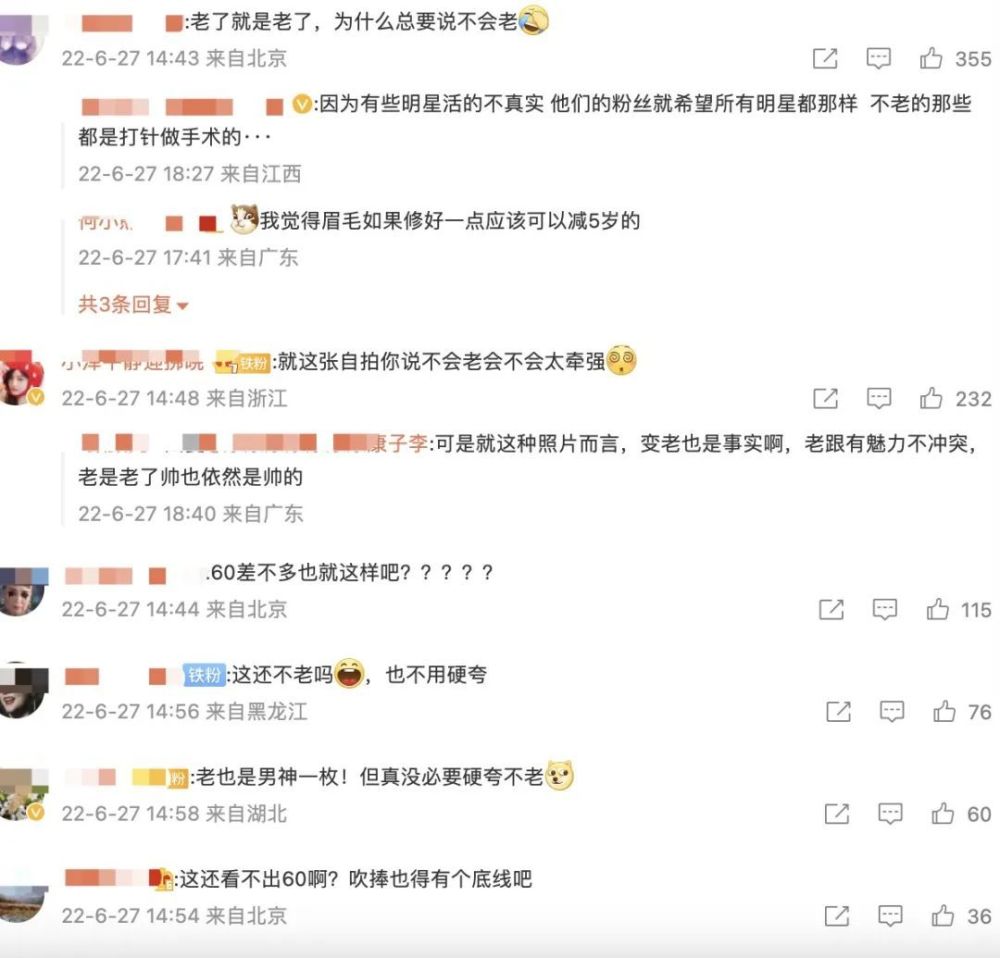 :老了就是老了，为什么总要说不会老
22-6-27 14:43 来自北京
355
:因为有些明星活的不真实 他们的粉丝就希望所有明星都那样 不老的那些
都是打针做手术的···
22-6-27 18:27 来自江西
我觉得眉毛如果修好一点应该可以减5岁的
22-6-27 17:41 来自广东
共3条回复
铁粉:就这张自拍你说不会老会不会太牵强
22-6-27 14:48 来自浙江
232
康子李:可是就这种照片而言，变老也是事实啊，老跟有魅力不冲突，
老是老了帅也依然是帅的
22-6-27 18:40 来自广东
60差不多也就这样吧？？？？？
22-6-27 14:44 来自北京
115
铁粉:这还不老吗，也不用硬夸
22-6-27 14:56 来自黑龙江
76
粉:老也是男神一枚！但真没必要硬夸不老
22-6-27 14:58 来自湖北
60
:这还看不出60啊？吹捧也得有个底线吧
22-6-27 14:54 来自北京
36